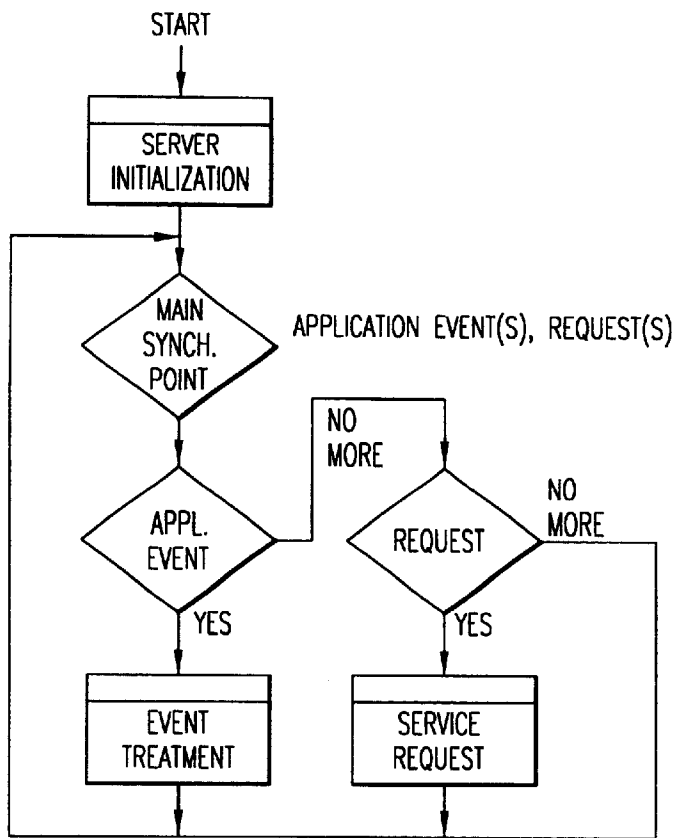 START
SERVER
INITIALIZATION
MAIN
SYNCH.
POINT
APPLICATION EVENT(S), REQUEST(S)
NO
MORE
APPL.
EVENT
REQUEST
NO
MORE
YES
YES
EVENT
TREATMENT
SERVICE
REQUEST